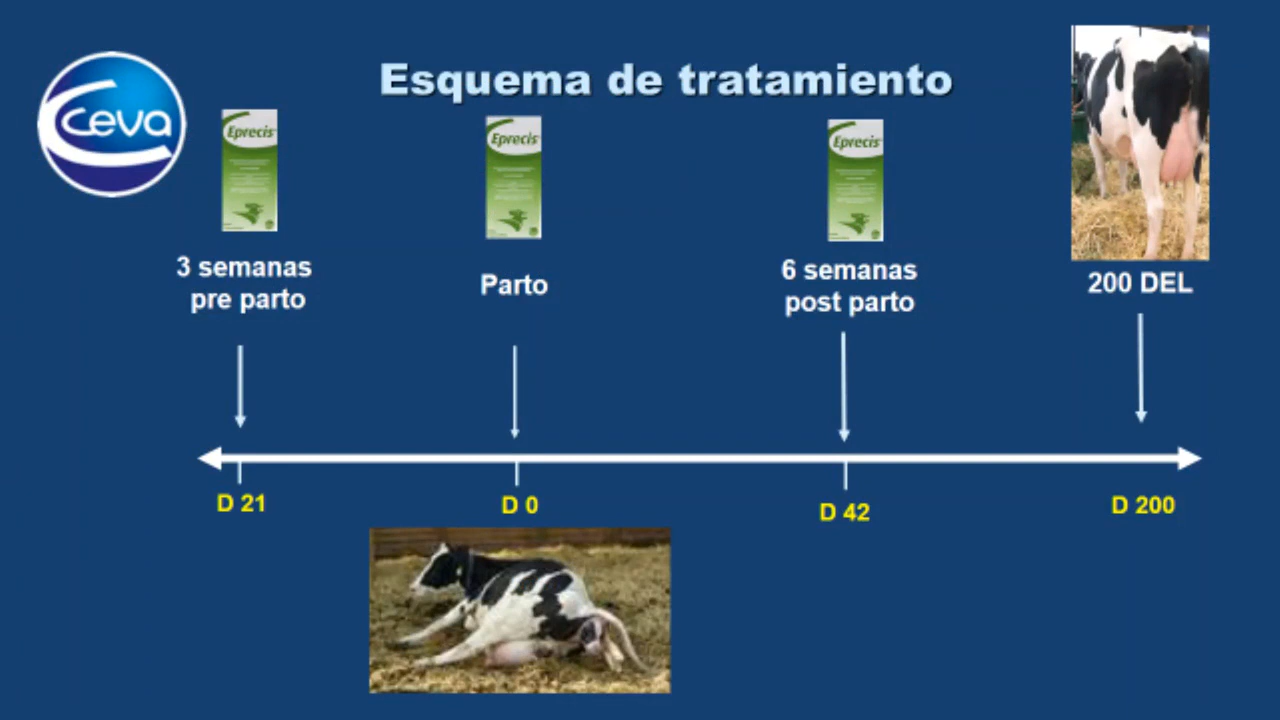 Esquema de tratamiento
Ceva
Eprecis
Eprecis
Eprecis
3 semanas
pre parto
Parto
6 semanas
post parto
200 DEL
D 21
D 0
D 42
D 200